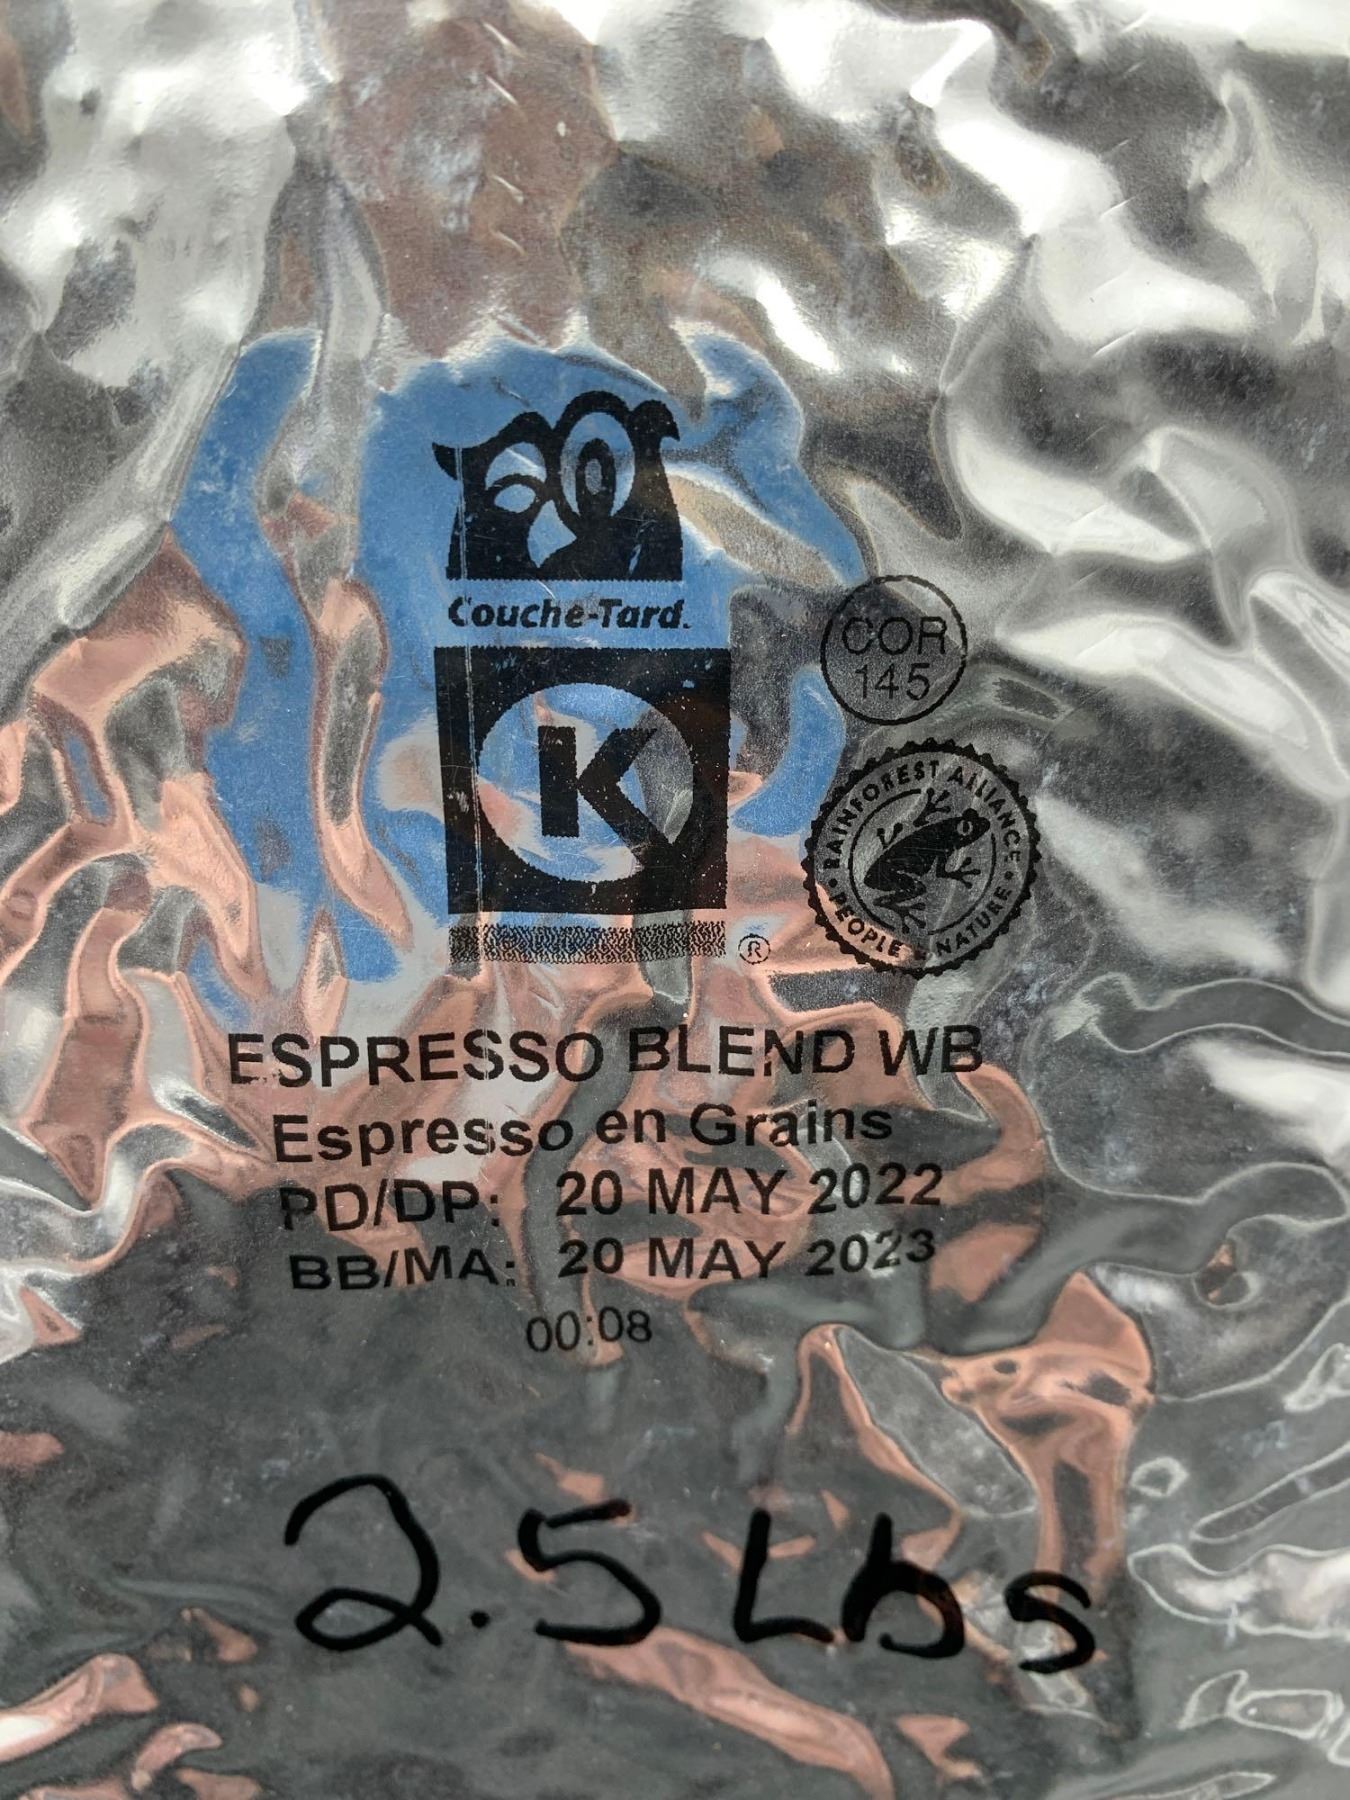 Couche-Tard.
K
®
COR
145
RAINFOREST ALLIANCE
PEOPLE & NATURE
ESPRESSO BLEND WB
Espresso en Grains
PD/DP: 20 MAY 2022
BB/MA: 20 MAY 2023
00:08
2.5 Lbs